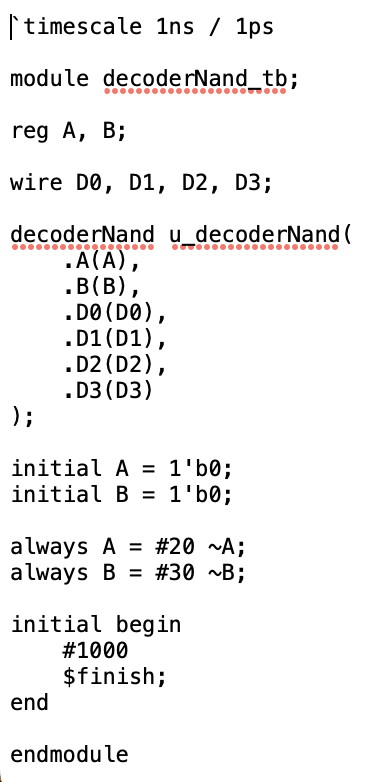 `timescale 1ns / 1ps
module decoderNand_tb;
reg A, B;
wire D0, D1, D2, D3;
decoderNand u_decoderNand(
.A(A),
.B(B),
.D0(D0),
.D1(D1),
.D2(D2),
.D3(D3)
);
initial A = 1'b0;
initial B = 1'b0;
always A = #20 ~A;
always B = #30 ~B;
initial begin
#1000
$finish;
end
endmodule